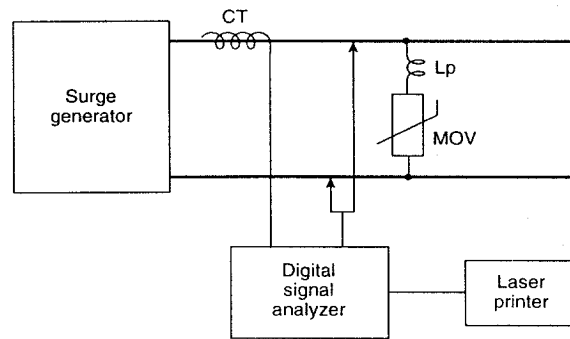 CT
Surge
generator
Lp
MOV
Digital
signal
analyzer
Laser
printer